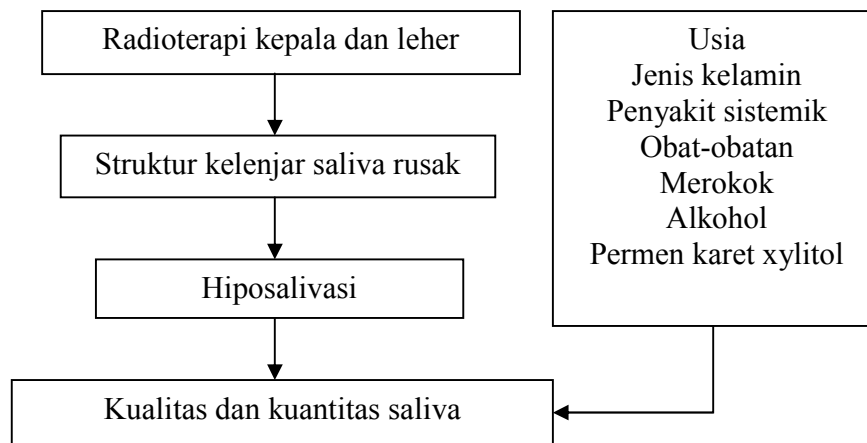 Radioterapi kepala dan leher
Struktur kelenjar saliva rusak
Hiposalivasi
Kualitas dan kuantitas saliva
Usia
Jenis kelamin
Penyakit sistemik
Obat-obatan
Merokok
Alkohol
Permen karet xylitol